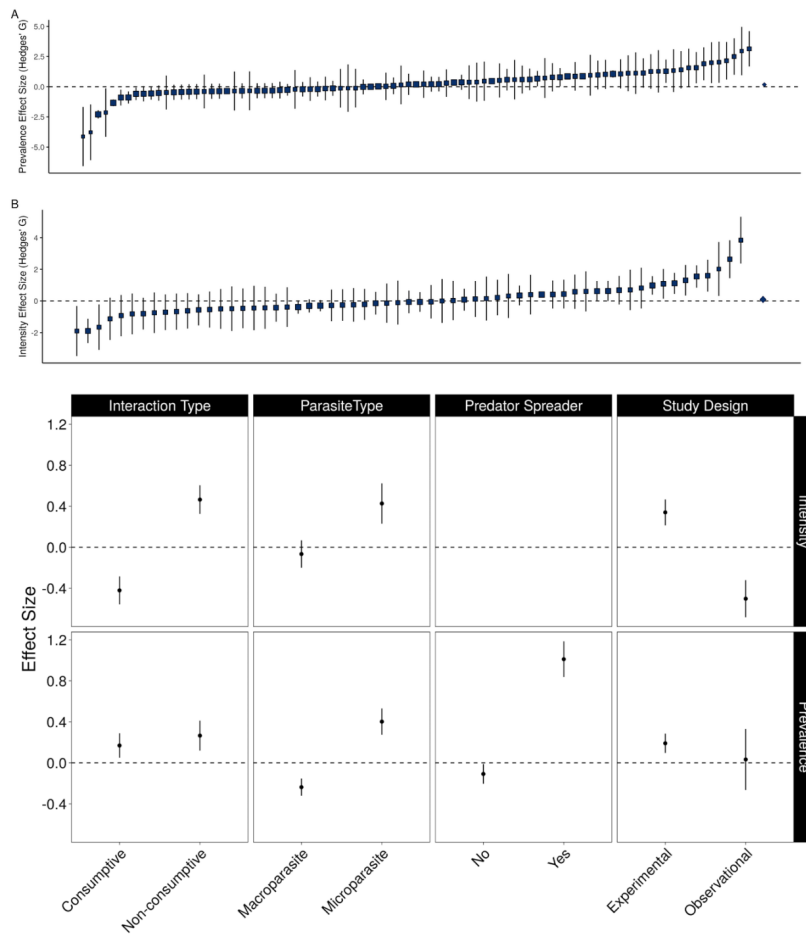 A
Prevalence Effect Size (Hedges' G)
5.0
2.5
0.0
-2.5
-5.0
B
Intensity Effect Size (Hedges' G)
4
2
0
-2
Interaction Type
ParasiteType
Predator Spreader
Study Design
Effect Size
1.2
0.8
0.4
0.0
-0.4
Intensity
1.2
0.8
0.4
0.0
-0.4
Prevalence
Consumptive
Non-consumptive
Macroparasite
Microparasite
No
Yes
Experimental
Observational